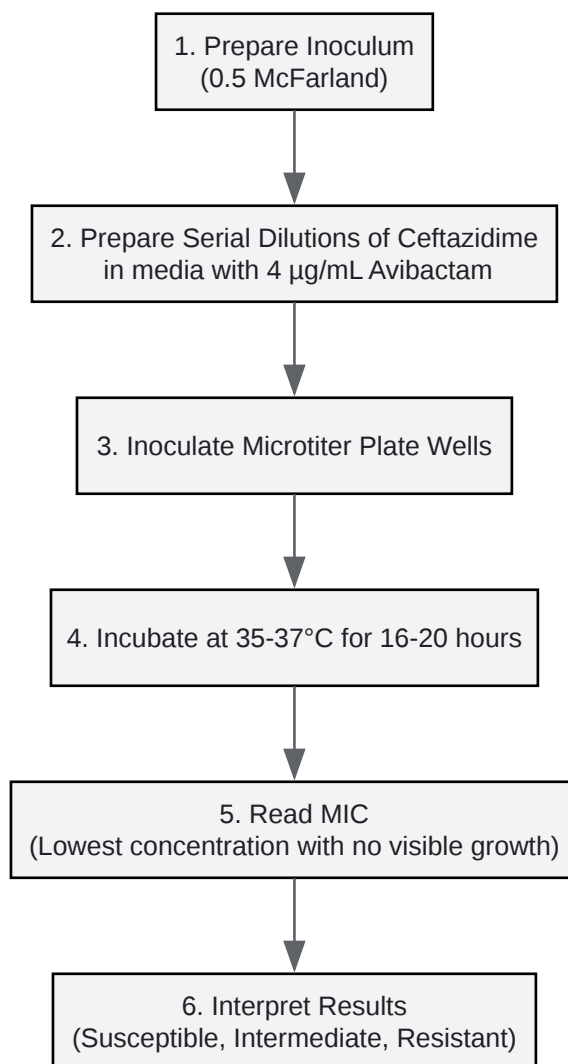 1. Prepare Inoculum
(0.5 McFarland)
2. Prepare Serial Dilutions of Ceftazidime
in media with 4 µg/mL Avibactam
3. Inoculate Microtiter Plate Wells
4. Incubate at 35-37°C for 16-20 hours
5. Read MIC
(Lowest concentration with no visible growth)
6. Interpret Results
(Susceptible, Intermediate, Resistant)